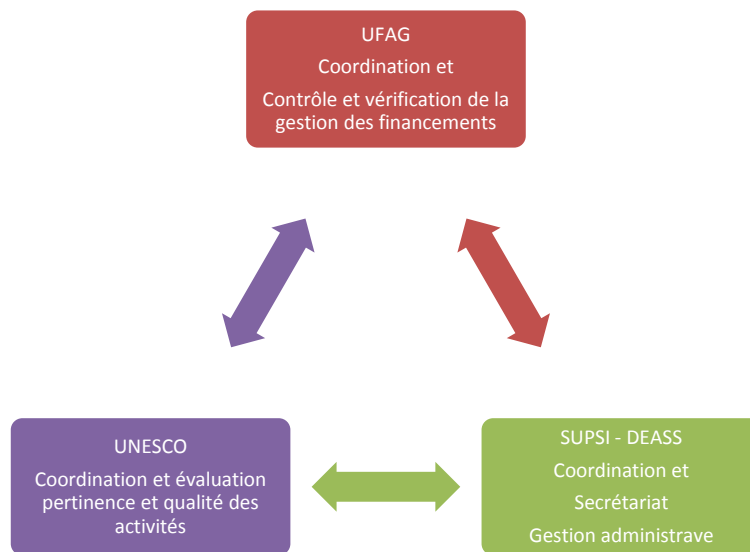 UFAG
Coordination et
Contrôle et vérification de la
gestion des financements
UNESCO
Coordination et évaluation
pertinence et qualité des
activités
SUPSI - DEASS
Coordination et
Secrétariat
Gestion administrave